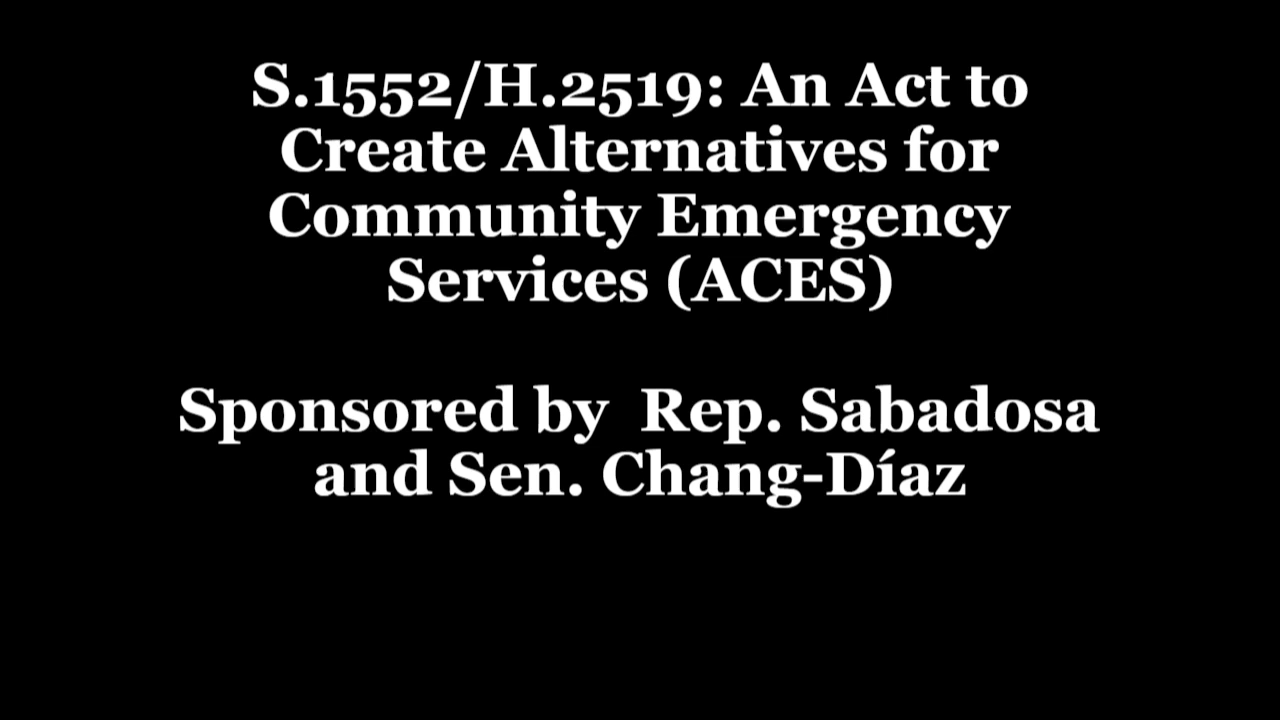 S.1552/H.2519: An Act to
Create Alternatives for
Community Emergency
Services (ACES)
Sponsored by  Rep. Sabadosa
and Sen. Chang-Díaz